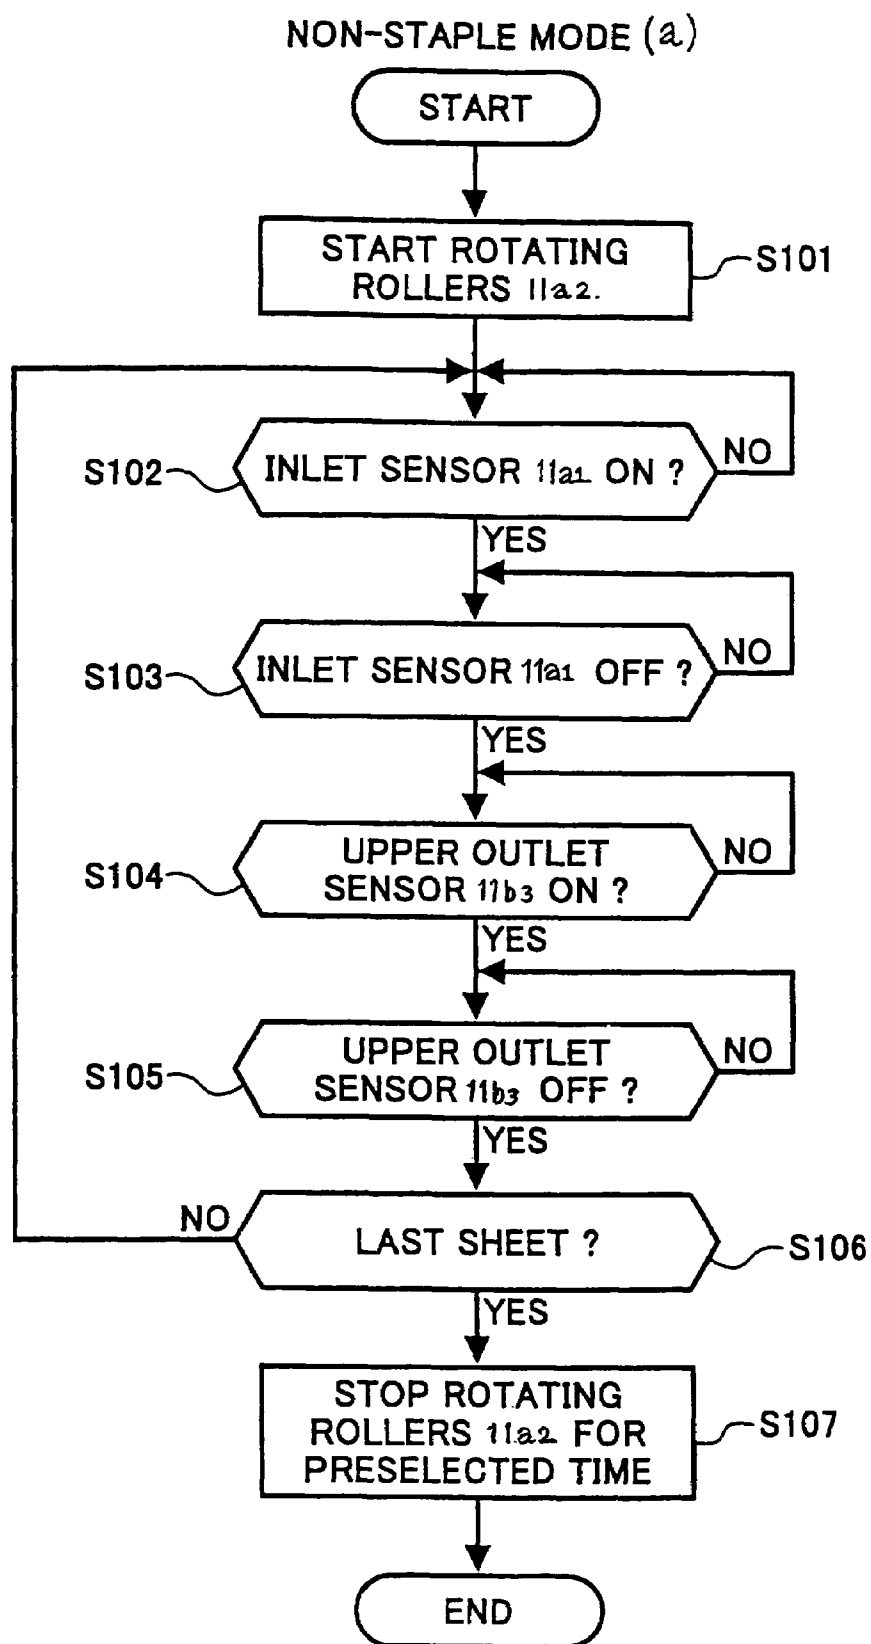 NON-STAPLE MODE (a)
START
START ROTATING
ROLLERS 11a2.
S101
S102
INLET SENSOR 11a1 ON ?
NO
YES
S103
INLET SENSOR 11a1 OFF ?
NO
YES
S104
UPPER OUTLET
SENSOR 11b3 ON ?
NO
YES
S105
UPPER OUTLET
SENSOR 11b3 OFF ?
NO
YES
NO
LAST SHEET ?
S106
YES
STOP ROTATING
ROLLERS 11a2 FOR
PRESELECTED TIME
S107
END